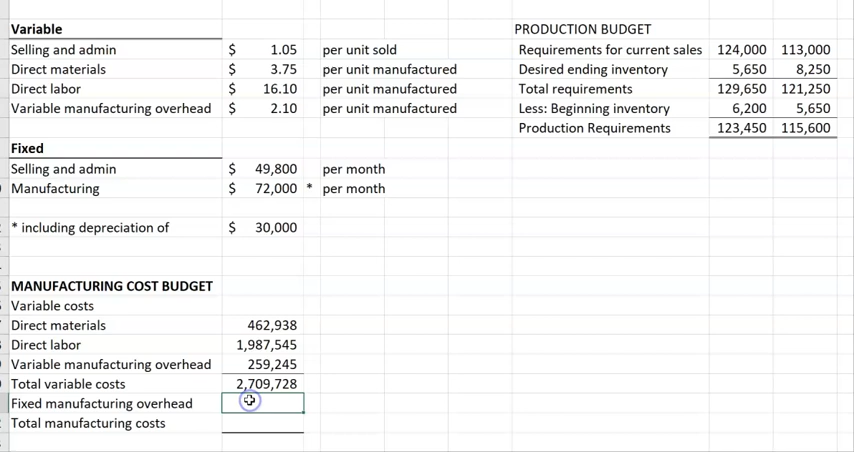 Variable
Selling and admin $ 1.05 per unit sold
Direct materials $ 3.75 per unit manufactured
Direct labor $ 16.10 per unit manufactured
Variable manufacturing overhead $ 2.10 per unit manufactured
Fixed
Selling and admin $ 49,800 per month
Manufacturing $ 72,000 * per month
* including depreciation of $ 30,000
MANUFACTURING COST BUDGET
Variable costs
Direct materials 462,938
Direct labor 1,987,545
Variable manufacturing overhead 259,245
Total variable costs 2,709,728
Fixed manufacturing overhead
Total manufacturing costs
PRODUCTION BUDGET
Requirements for current sales 124,000 113,000
Desired ending inventory 5,650 8,250
Total requirements 129,650 121,250
Less: Beginning inventory 6,200 5,650
Production Requirements 123,450 115,600